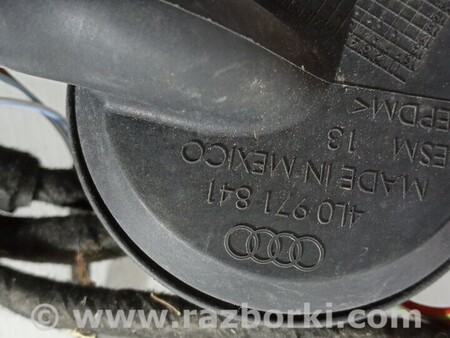 4L0 971 841
MADE IN MEXICO
ESM 13
EPDM<
www.razborki.com